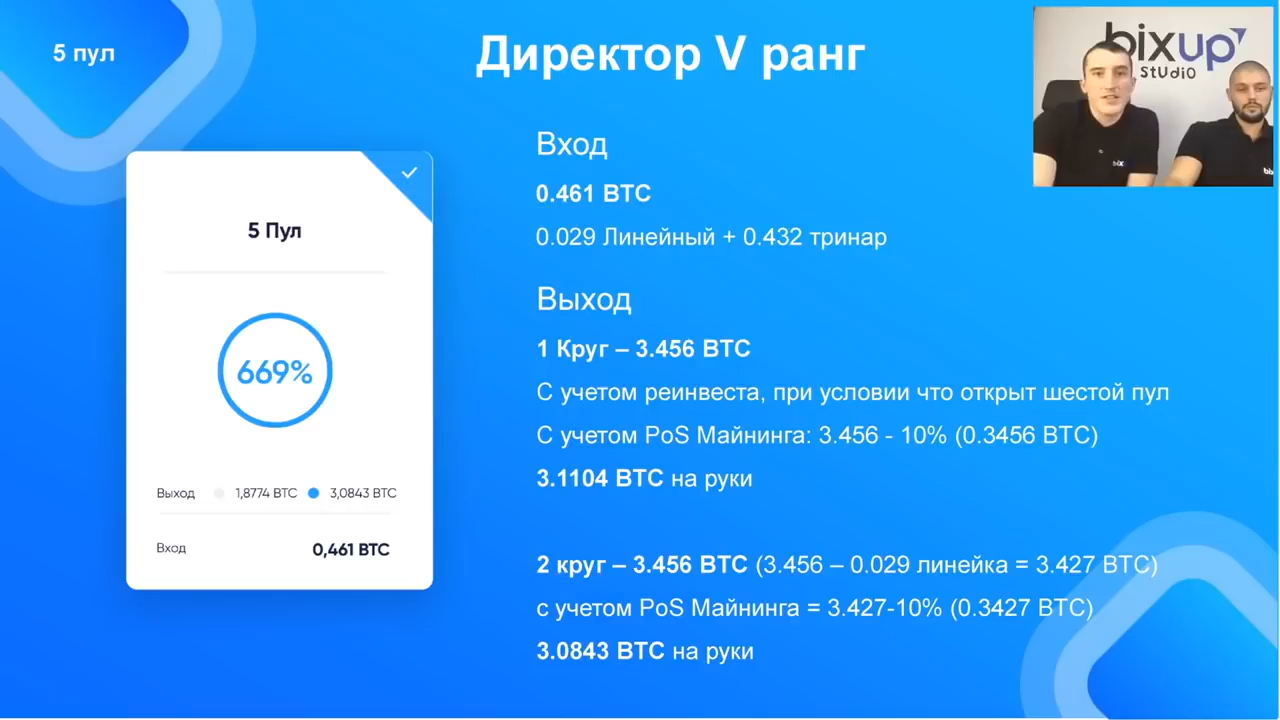 5 пул
Директор V ранг
bixup
studio
bix
5 Пул
669%
Выход 1,8774 BTC 3,0843 BTC
Вход 0,461 BTC
Вход
0.461 BTC
0.029 Линейный + 0.432 тринар
Выход
1 Круг – 3.456 BTC
С учетом реинвеста, при условии что открыт шестой пул
С учетом PoS Майнинга: 3.456 - 10% (0.3456 BTC)
3.1104 BTC на руки
2 круг – 3.456 BTC (3.456 – 0.029 линейка = 3.427 BTC)
с учетом PoS Майнинга = 3.427-10% (0.3427 BTC)
3.0843 BTC на руки